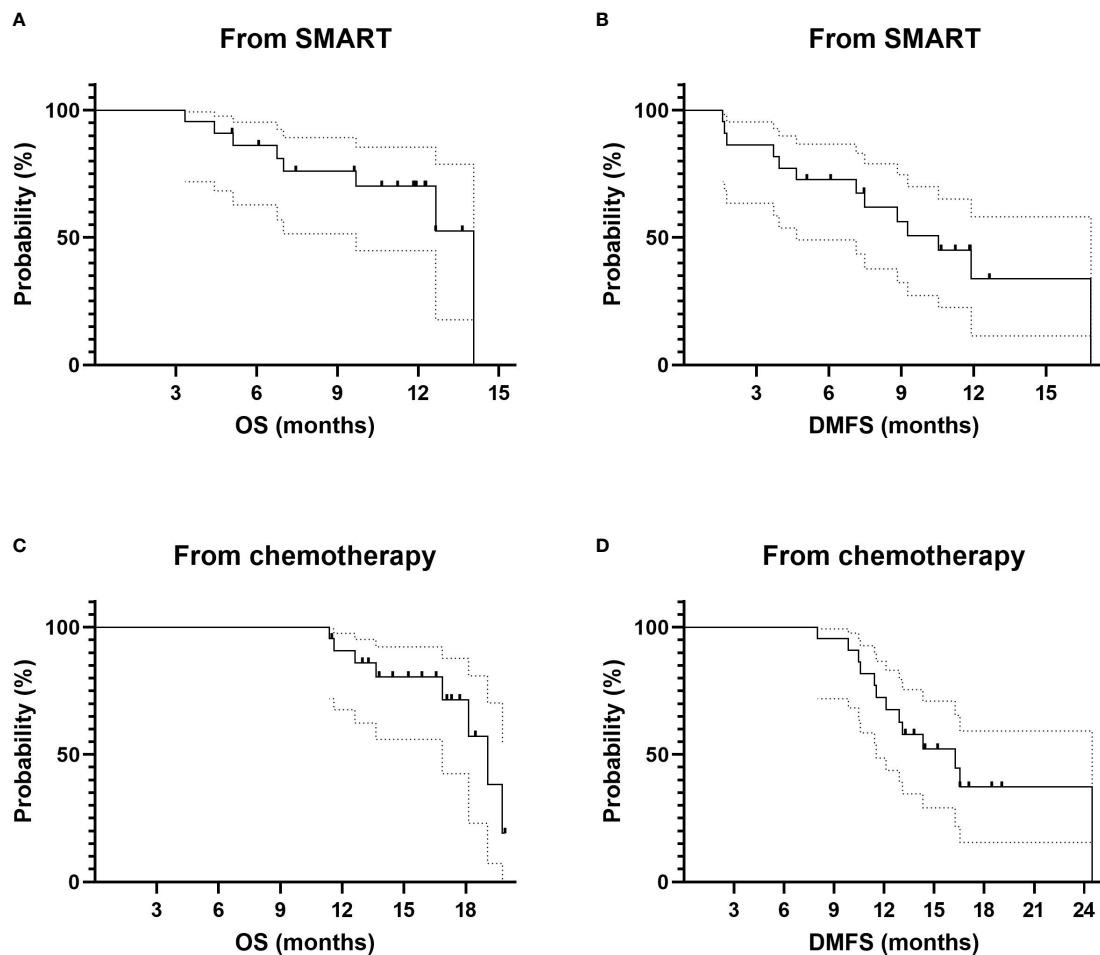 A
From SMART
Probability (%)
100
50
0
3 6 9 12 15
OS (months)
B
From SMART
Probability (%)
100
50
0
3 6 9 12 15
DMFS (months)
C
From chemotherapy
Probability (%)
100
50
0
3 6 9 12 15 18
OS (months)
D
From chemotherapy
Probability (%)
100
50
0
3 6 9 12 15 18 21 24
DMFS (months)